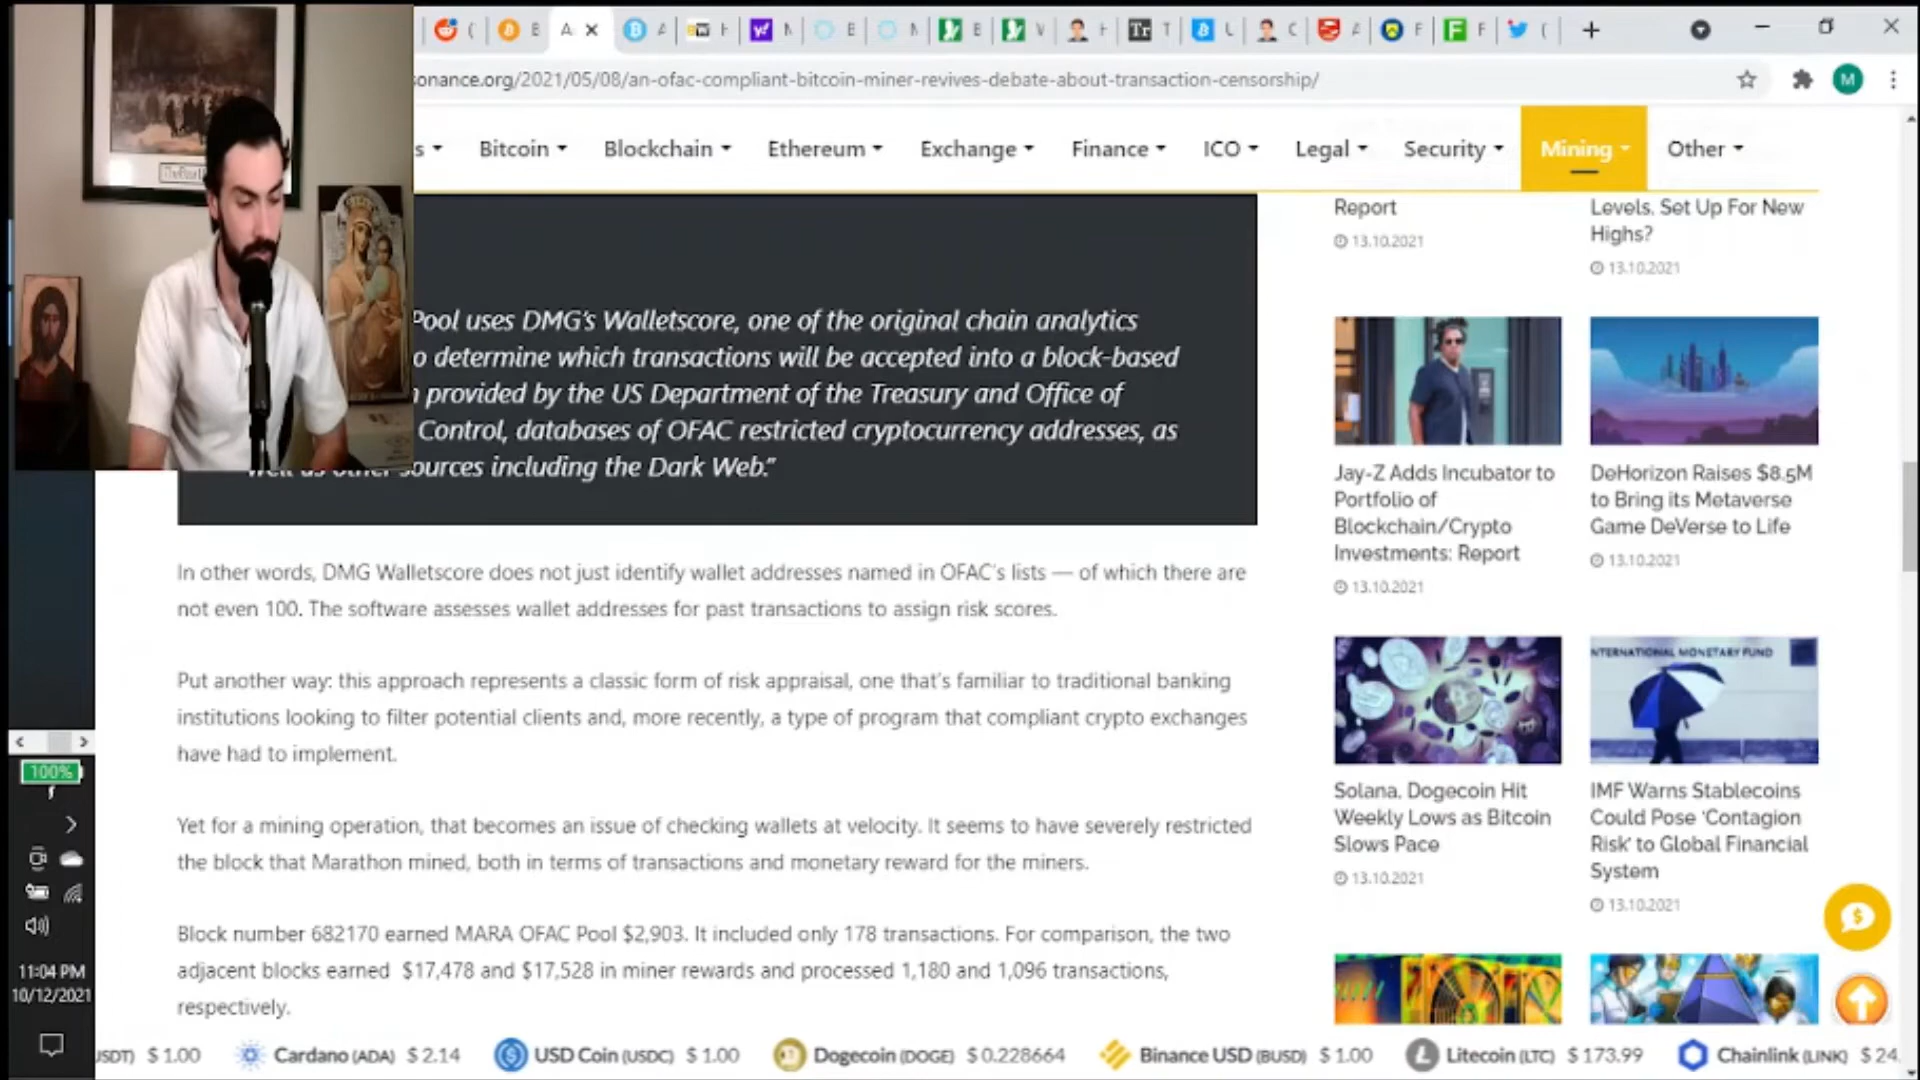 sonance.org/2021/05/08/an-ofac-compliant-bitcoin-miner-revives-debate-about-transaction-censorship/
M
s Bitcoin Blockchain Ethereum Exchange Finance ICO Legal Security Mining Other
Pool uses DMG's Walletscore, one of the original chain analytics
o determine which transactions will be accepted into a block-based
n provided by the US Department of the Treasury and Office of
Control, databases of OFAC restricted cryptocurrency addresses, as
well as other sources including the Dark Web."
In other words, DMG Walletscore does not just identify wallet addresses named in OFAC's lists — of which there are
not even 100. The software assesses wallet addresses for past transactions to assign risk scores.
Put another way: this approach represents a classic form of risk appraisal, one that's familiar to traditional banking
institutions looking to filter potential clients and, more recently, a type of program that compliant crypto exchanges
have had to implement.
Yet for a mining operation, that becomes an issue of checking wallets at velocity. It seems to have severely restricted
the block that Marathon mined, both in terms of transactions and monetary reward for the miners.
Block number 682170 earned MARA OFAC Pool $2,903. It included only 178 transactions. For comparison, the two
adjacent blocks earned $17,478 and $17,528 in miner rewards and processed 1,180 and 1,096 transactions,
respectively.
Report
13.10.2021
Levels, Set Up For New
Highs?
13.10.2021
Jay-Z Adds Incubator to
Portfolio of
Blockchain/Crypto
Investments: Report
13.10.2021
DeHorizon Raises $8.5M
to Bring its Metaverse
Game DeVerse to Life
13.10.2021
NTERNATIONAL MONETARY FUND
Solana, Dogecoin Hit
Weekly Lows as Bitcoin
Slows Pace
13.10.2021
IMF Warns Stablecoins
Could Pose 'Contagion
Risk' to Global Financial
System
13.10.2021
100%
11:04 PM
10/12/2021
USDT) $ 1.00 Cardano (ADA) $ 2.14 USD Coin (USDC) $ 1.00 Dogecoin (DOGE) $ 0.228664 Binance USD (BUSD) $ 1.00 Litecoin (LTC) $ 173.99 Chainlink (LINK) $ 24